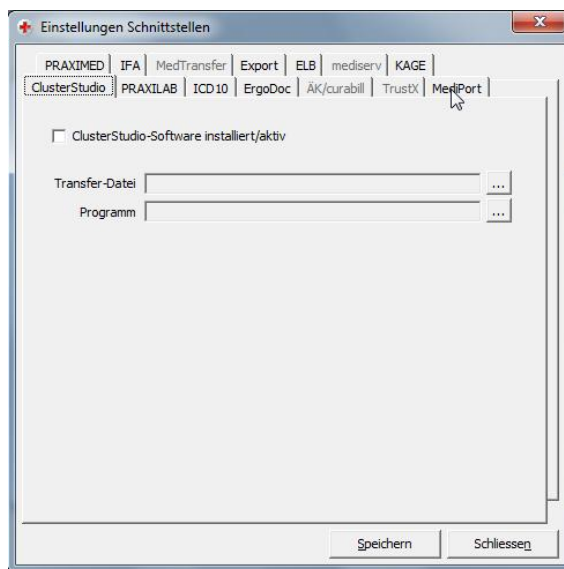 Einstellungen Schnittstellen
PRAXIMED IFA MedTransfer Export ELB mediserv KAGE
ClusterStudio PRAXILAB ICD10 ErgoDoc ÄK/curabill TrustX MediPort
ClusterStudio-Software installiert/aktiv
Transfer-Datei ...
Programm ...
Speichern Schliessen